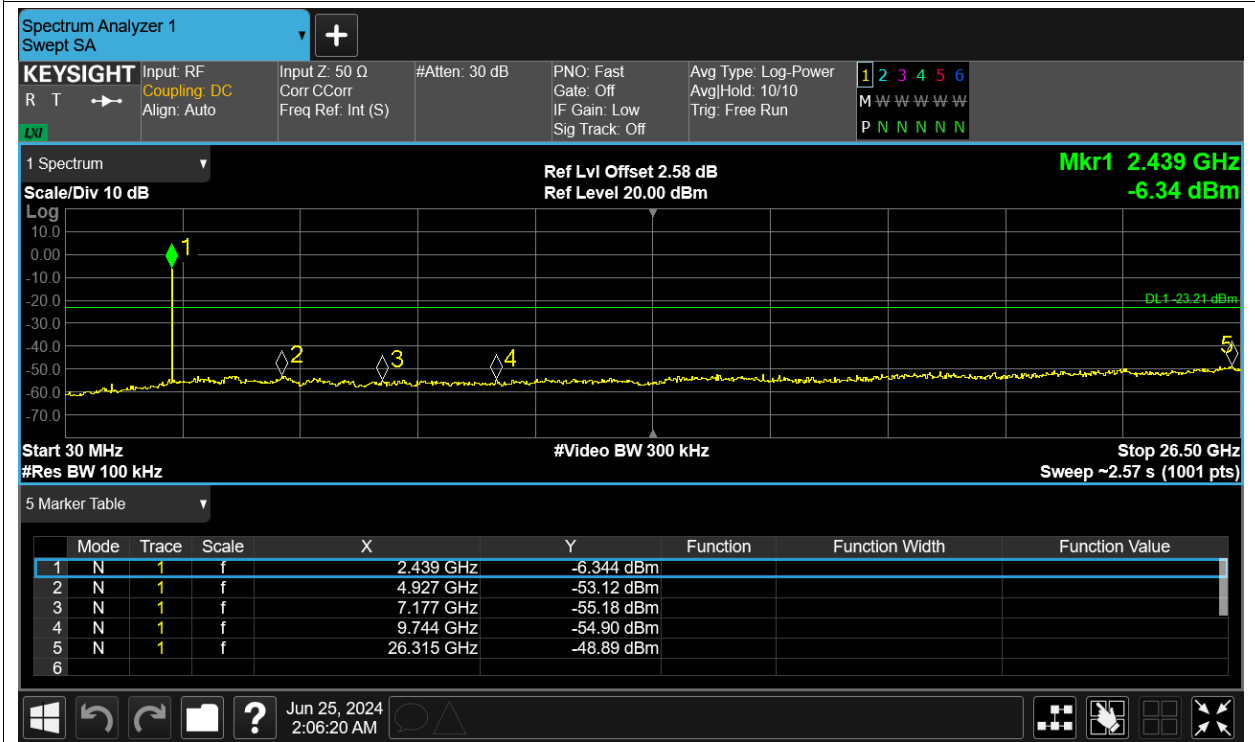 Spectrum Analyzer 1
Swept SA
+
KEYSIGHT Input: RF Input Z: 50 Ω #Atten: 30 dB PNO: Fast Avg Type: Log-Power 1 2 3 4 5 6
R T Coupling: DC Corr CCorr Gate: Off Avg|Hold: 10/10 M W W W W W
Align: Auto Freq Ref: Int (S) IF Gain: Low Trig: Free Run
LXI Sig Track: Off P N N N N N
1 Spectrum Ref Lvl Offset 2.58 dB Mkr1 2.439 GHz
Scale/Div 10 dB Ref Level 20.00 dBm -6.34 dBm
Log
10.0
1
0.00
-10.0
-20.0 DL1 -23.21 dBm
-30.0
-40.0
2 3 4 5
-50.0
-60.0
-70.0
Start 30 MHz #Video BW 300 kHz Stop 26.50 GHz
#Res BW 100 kHz Sweep ~2.57 s (1001 pts)
5 Marker Table
Mode Trace Scale X Y Function Function Width Function Value
1 N 1 f 2.439 GHz -6.344 dBm
2 N 1 f 4.927 GHz -53.12 dBm
3 N 1 f 7.177 GHz -55.18 dBm
4 N 1 f 9.744 GHz -54.90 dBm
5 N 1 f 26.315 GHz -48.89 dBm
6
? Jun 25, 2024
2:06:20 AM